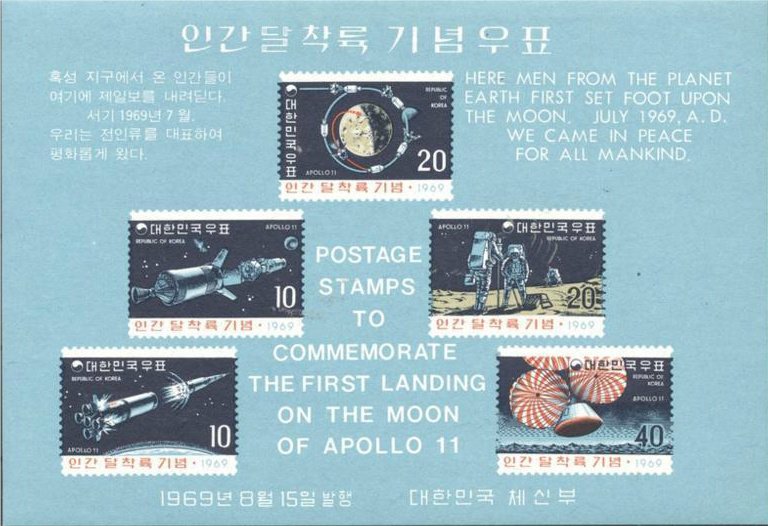 인간달착륙기념우표
혹성 지구에서 온 인간들이
여기에 제일보를 내려딛다.
서기 1969년 7 월.
우리는 전인류를 대표하여
평화롭게 왔다.
HERE MEN FROM THE PLANET
EARTH FIRST SET FOOT UPON
THE MOON. JULY 1969, A.D.
WE CAME IN PEACE
FOR ALL MANKIND.
대한민국우표
REPUBLIC OF KOREA
APOLLO 11
20
인간달착륙기념·1969
대한민국우표
REPUBLIC OF KOREA
APOLLO 11
10
인간달착륙기념·1969
대한민국우표
REPUBLIC OF KOREA
APOLLO 11
20
인간달착륙기념·1969
POSTAGE
STAMPS
TO
COMMEMORATE
THE FIRST LANDING
ON THE MOON
OF APOLLO 11
대한민국우표
REPUBLIC OF KOREA
APOLLO 11
10
인간달착륙기념·1969
대한민국우표
REPUBLIC OF KOREA
APOLLO 11
40
인간달착륙기념·1969
1969년 8월 15일 발행
대한민국 체신부